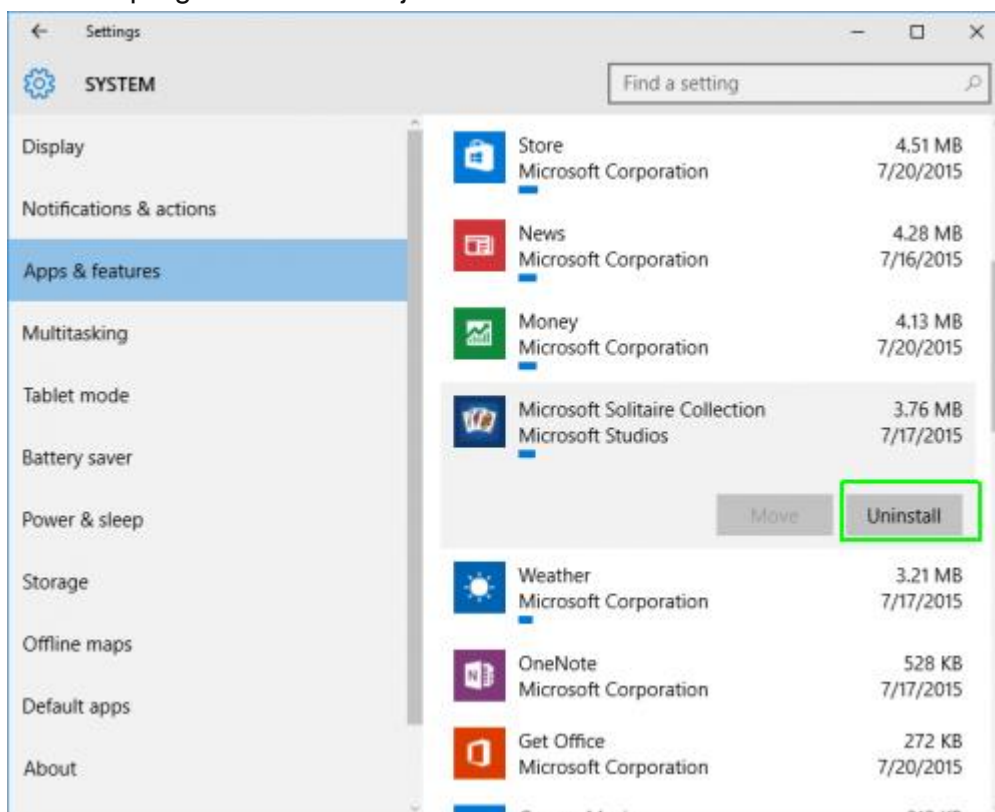 Settings
SYSTEM
Find a setting
Display
Notifications & actions
Apps & features
Multitasking
Tablet mode
Battery saver
Power & sleep
Storage
Offline maps
Default apps
About
Store 4.51 MB
Microsoft Corporation 7/20/2015
News 4.28 MB
Microsoft Corporation 7/16/2015
Money 4.13 MB
Microsoft Corporation 7/20/2015
Microsoft Solitaire Collection 3.76 MB
Microsoft Studios 7/17/2015
Move Uninstall
Weather 3.21 MB
Microsoft Corporation 7/17/2015
OneNote 528 KB
Microsoft Corporation 7/17/2015
Get Office 272 KB
Microsoft Corporation 7/20/2015